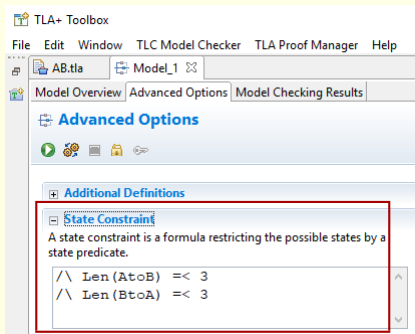 TLA+ Toolbox
File Edit Window TLC Model Checker TLA Proof Manager Help
AB.tla Model_1
Model Overview Advanced Options Model Checking Results
Advanced Options
Additional Definitions
State Constraint
A state constraint is a formula restricting the possible states by a
state predicate.
/\ Len(AtoB) =< 3
/\ Len(BtoA) =< 3